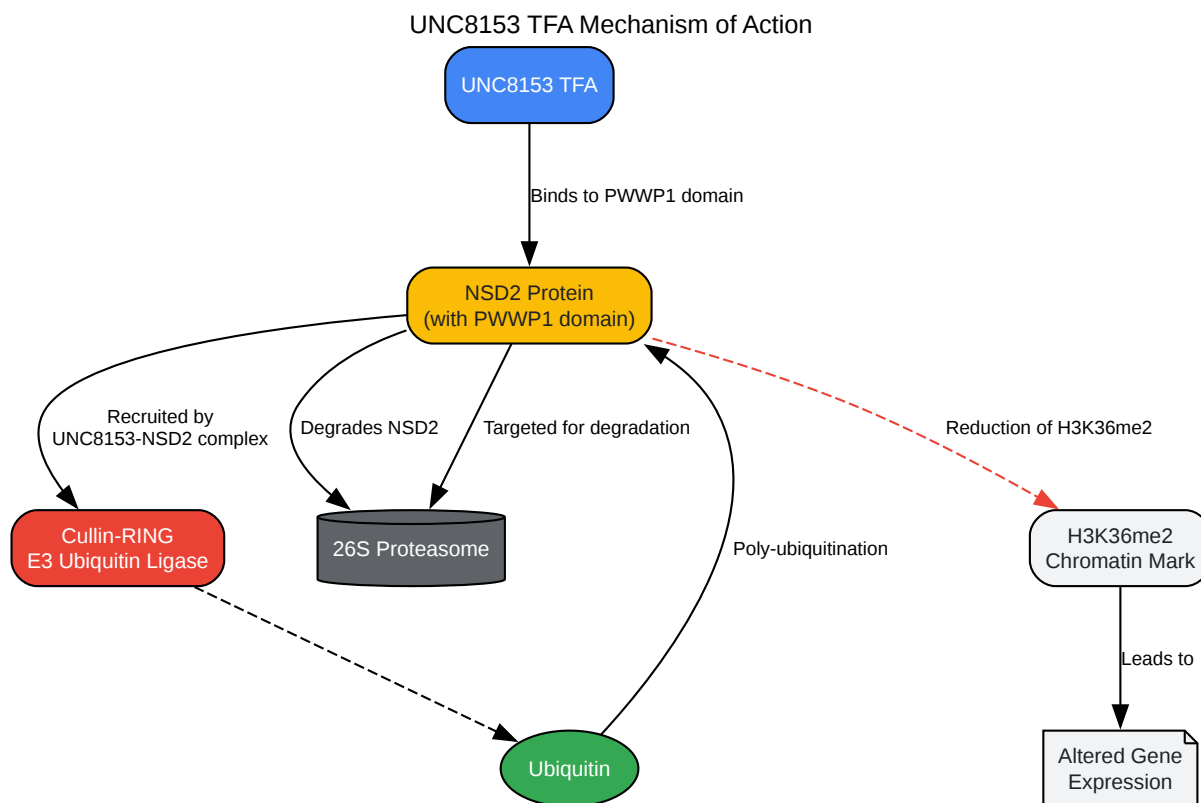 UNC8153 TFA Mechanism of Action
UNC8153 TFA
Binds to PWWP1 domain
NSD2 Protein
(with PWWP1 domain)
Recruited by
UNC8153-NSD2 complex
Degrades NSD2
Targeted for degradation
Reduction of H3K36me2
Cullin-RING
E3 Ubiquitin Ligase
26S Proteasome
Poly-ubiquitination
H3K36me2
Chromatin Mark
Leads to
Ubiquitin
Altered Gene
Expression